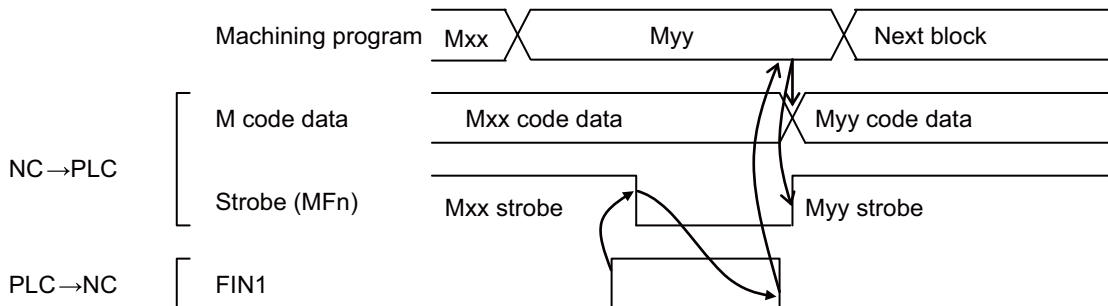 Machining program Mxx Myy Next block
M code data Mxx code data Myy code data
NC→PLC
Strobe (MFn) Mxx strobe Myy strobe
PLC→NC FIN1